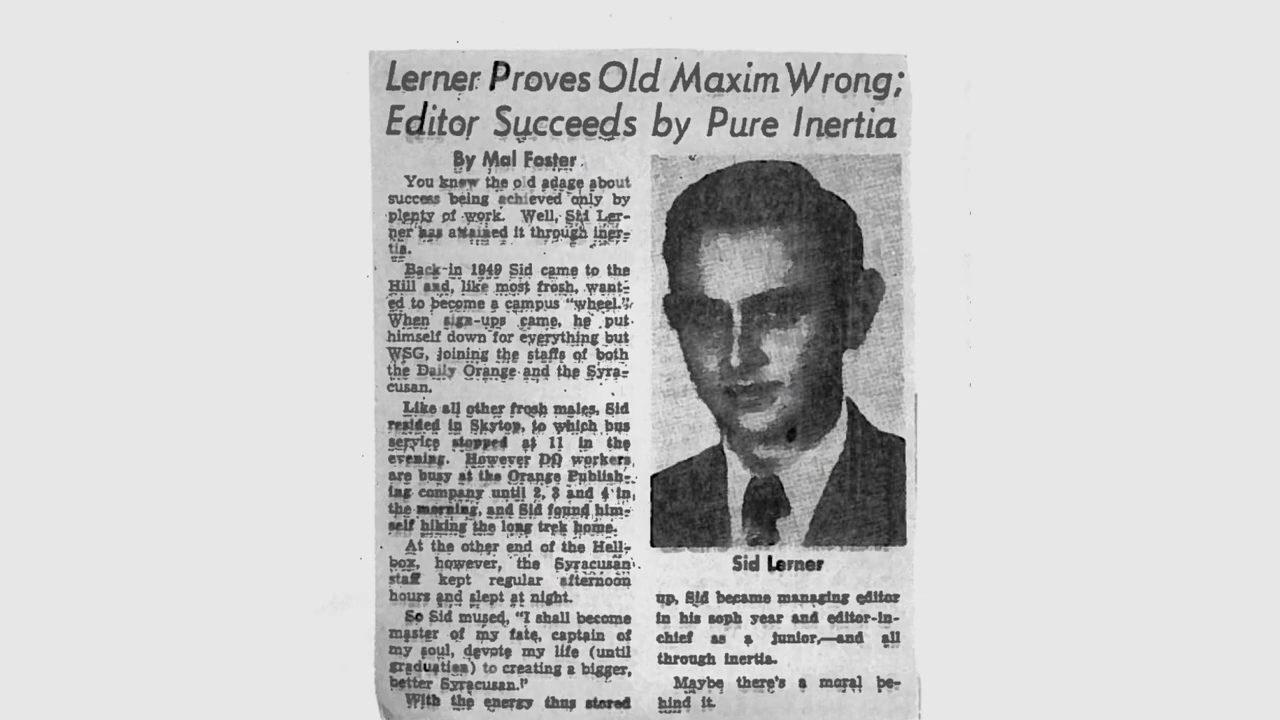 Lerner Proves Old Maxim Wrong;
Editor Succeeds by Pure Inertia
By Mal Foster
You know the old adage about
success being achieved only by
plenty of work. Well, Sid Ler-
ner has attained it through iner-
tia.
Back in 1949 Sid came to the
Hill and, like most frosh, want-
ed to become a campus "wheel."
When sign-ups came, he put
himself down for everything but
WSG, joining the staffs of both
the Daily Orange and the Syra-
cusan.
Like all other frosh males, Sid
resided in Skytop, to which bus
service stopped at 11 in the
evening. However DO workers
are busy at the Orange Publish-
ing company until 2, 3 and 4 in
the morning, and Sid found him-
self hiking the long trek home.
At the other end of the Hell-
box, however, the Syracusan
staff kept regular afternoon
hours and slept at night.
So Sid mused, "I shall become
master of my fate, captain of
my soul, devote my life (until
graduation) to creating a bigger,
better Syracusan."
With the energy thus stored
Sid Lerner
up, Sid became managing editor
in his soph year and editor-in-
chief as a junior,—and all
through inertia.
Maybe there's a moral be-
hind it.